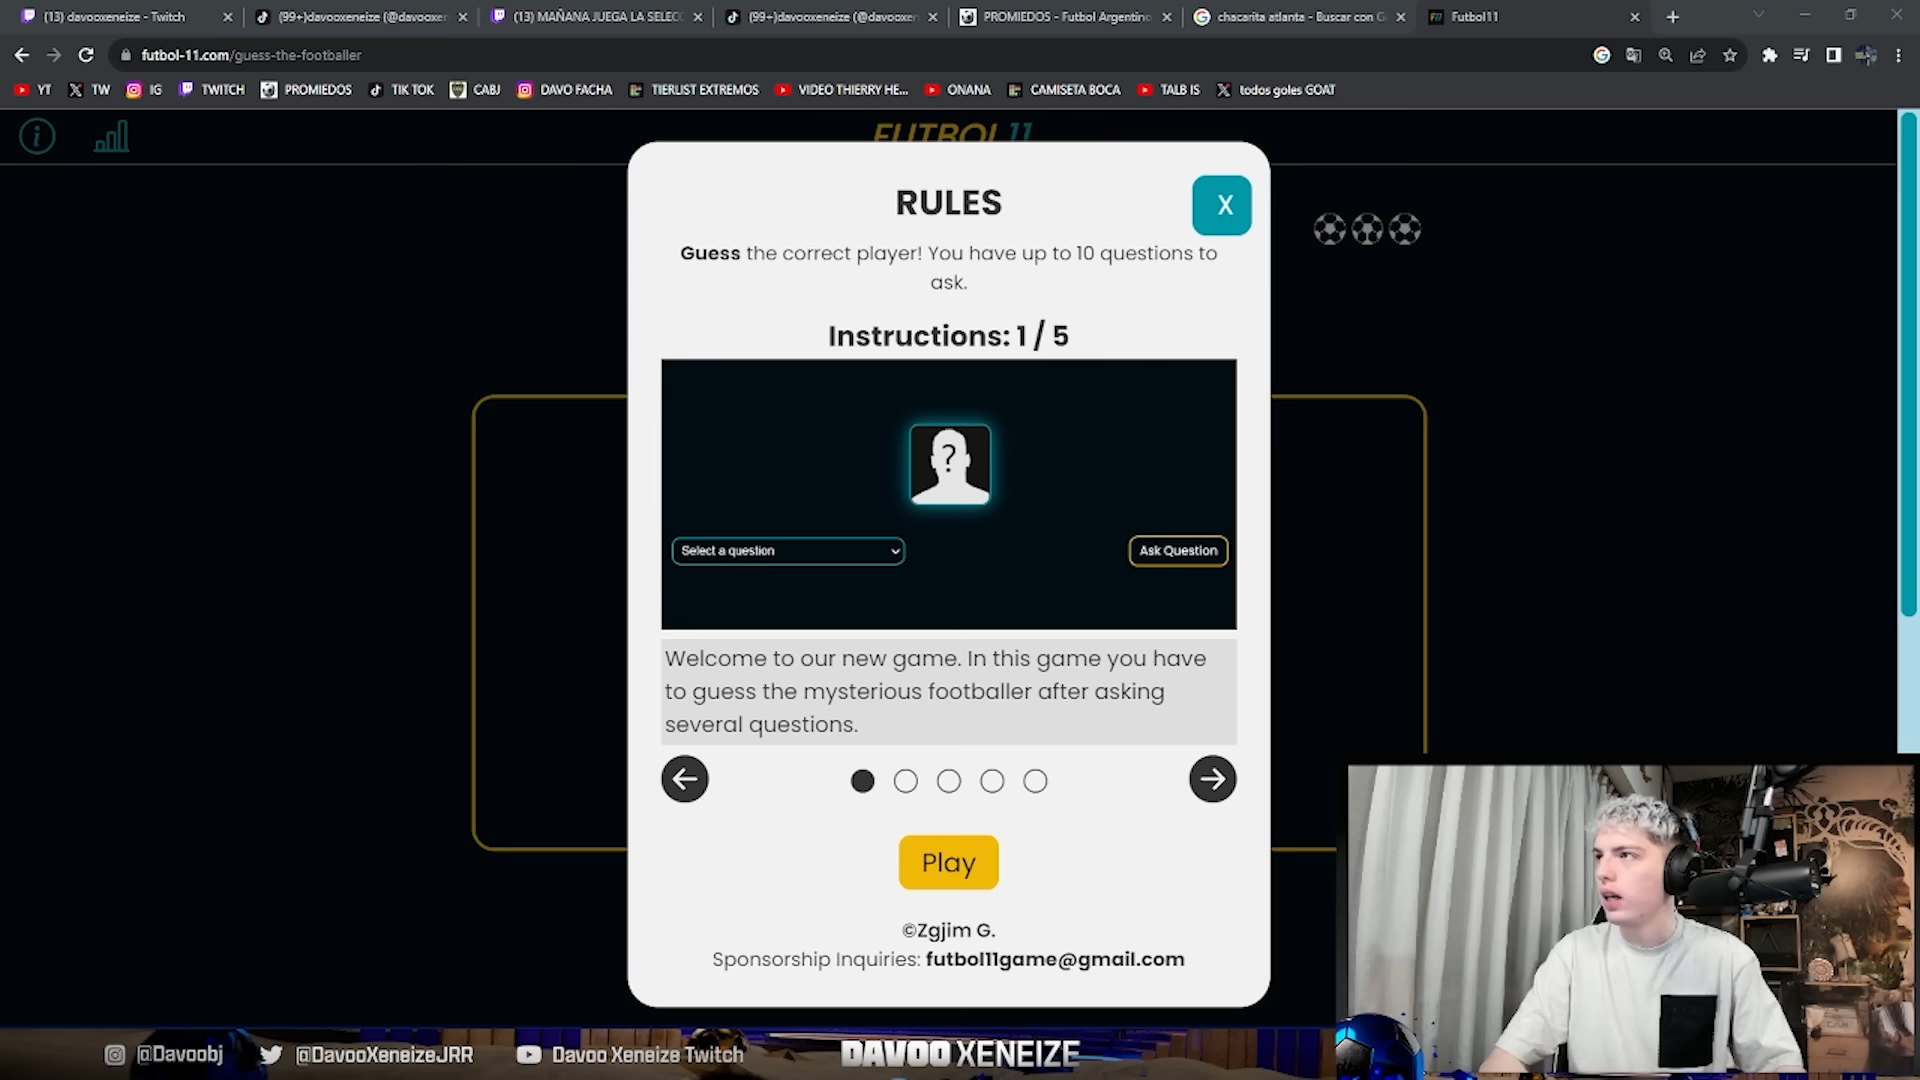 (13) davooxeneize - Twitch
(99+)davooxeneize (@davooxer
(13) MAÑANA JUEGA LA SELEC
(99+)davooxeneize (@davooxen
PROMIEDOS - Futbol Argentino
chacarita atlanta - Buscar con G
Futbol11
futbol-11.com/guess-the-footballer
YT
TW
IG
TWITCH
PROMIEDOS
TIK TOK
CABJ
DAVO FACHA
TIERLIST EXTREMOS
VIDEO THIERRY HE...
ONANA
CAMISETA BOCA
TALB IS
todos goles GOAT
FUTBOL 11
RULES
X
Guess the correct player! You have up to 10 questions to
ask.
Instructions: 1 / 5
?
Select a question
Ask Question
Welcome to our new game. In this game you have
to guess the mysterious footballer after asking
several questions.
Play
©Zgjim G.
Sponsorship Inquiries: futbol11game@gmail.com
@Davoobj
@DavooXeneizeJRR
Davoo Xeneize Twitch
DAVOO XENEIZE